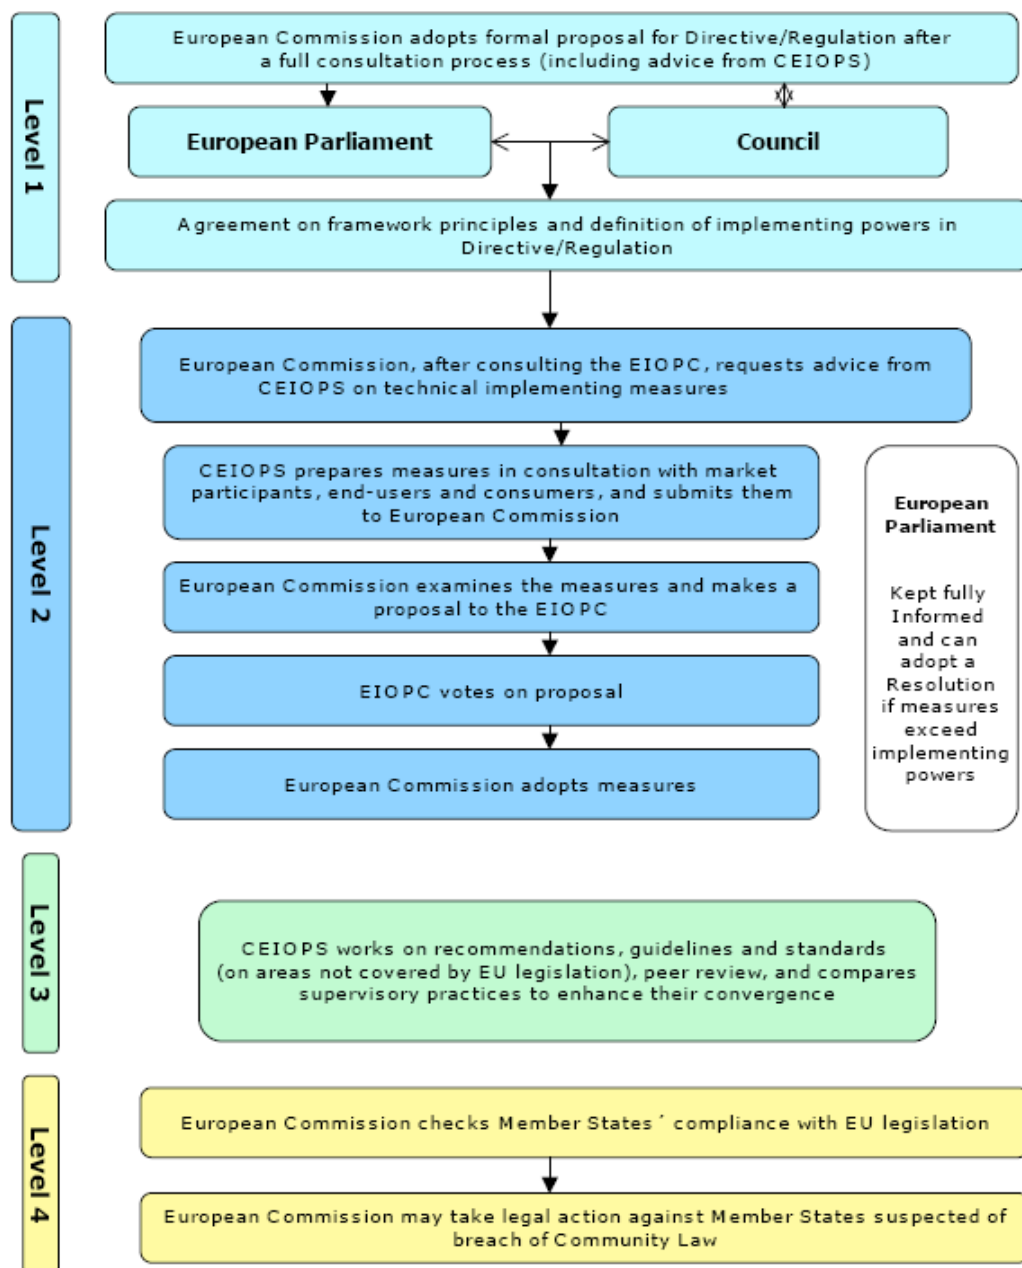 Level 1
European Commission adopts formal proposal for Directive/Regulation after
a full consultation process (including advice from CEIOPS)
European Parliament
Council
Agreement on framework principles and definition of implementing powers in
Directive/Regulation
Level 2
European Commission, after consulting the EIOPC, requests advice from
CEIOPS on technical implementing measures
CEIOPS prepares measures in consultation with market
participants, end-users and consumers, and submits them
to European Commission
European Commission examines the measures and makes a
proposal to the EIOPC
EIOPC votes on proposal
European Commission adopts measures
European
Parliament
Kept fully
Informed
and can
adopt a
Resolution
if measures
exceed
implementing
powers
Level 3
CEIOPS works on recommendations, guidelines and standards
(on areas not covered by EU legislation), peer review, and compares
supervisory practices to enhance their convergence
Level 4
European Commission checks Member States´ compliance with EU legislation
European Commission may take legal action against Member States suspected of
breach of Community Law